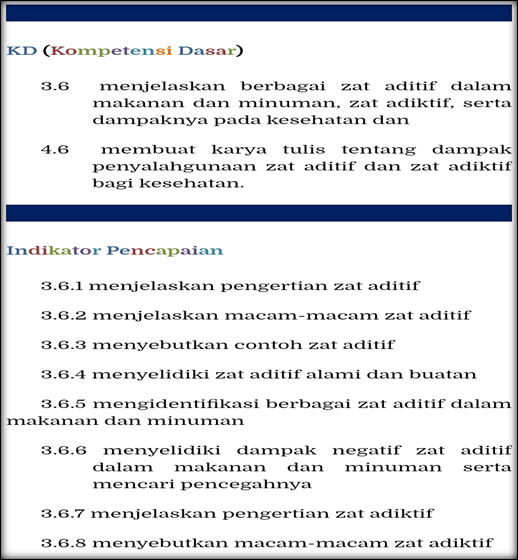 KD (Kompetensi Dasar)
3.6 menjelaskan berbagai zat aditif dalam
makanan dan minuman, zat adiktif, serta
dampaknya pada kesehatan dan
4.6 membuat karya tulis tentang dampak
penyalahgunaan zat aditif dan zat adiktif
bagi kesehatan.
Indikator Pencapaian
3.6.1 menjelaskan pengertian zat aditif
3.6.2 menjelaskan macam-macam zat aditif
3.6.3 menyebutkan contoh zat aditif
3.6.4 menyelidiki zat aditif alami dan buatan
3.6.5 mengidentifikasi berbagai zat aditif dalam
makanan dan minuman
3.6.6 menyelidiki dampak negatif zat aditif
dalam makanan dan minuman serta
mencari pencegahnya
3.6.7 menjelaskan pengertian zat adiktif
3.6.8 menyebutkan macam-macam zat adiktif